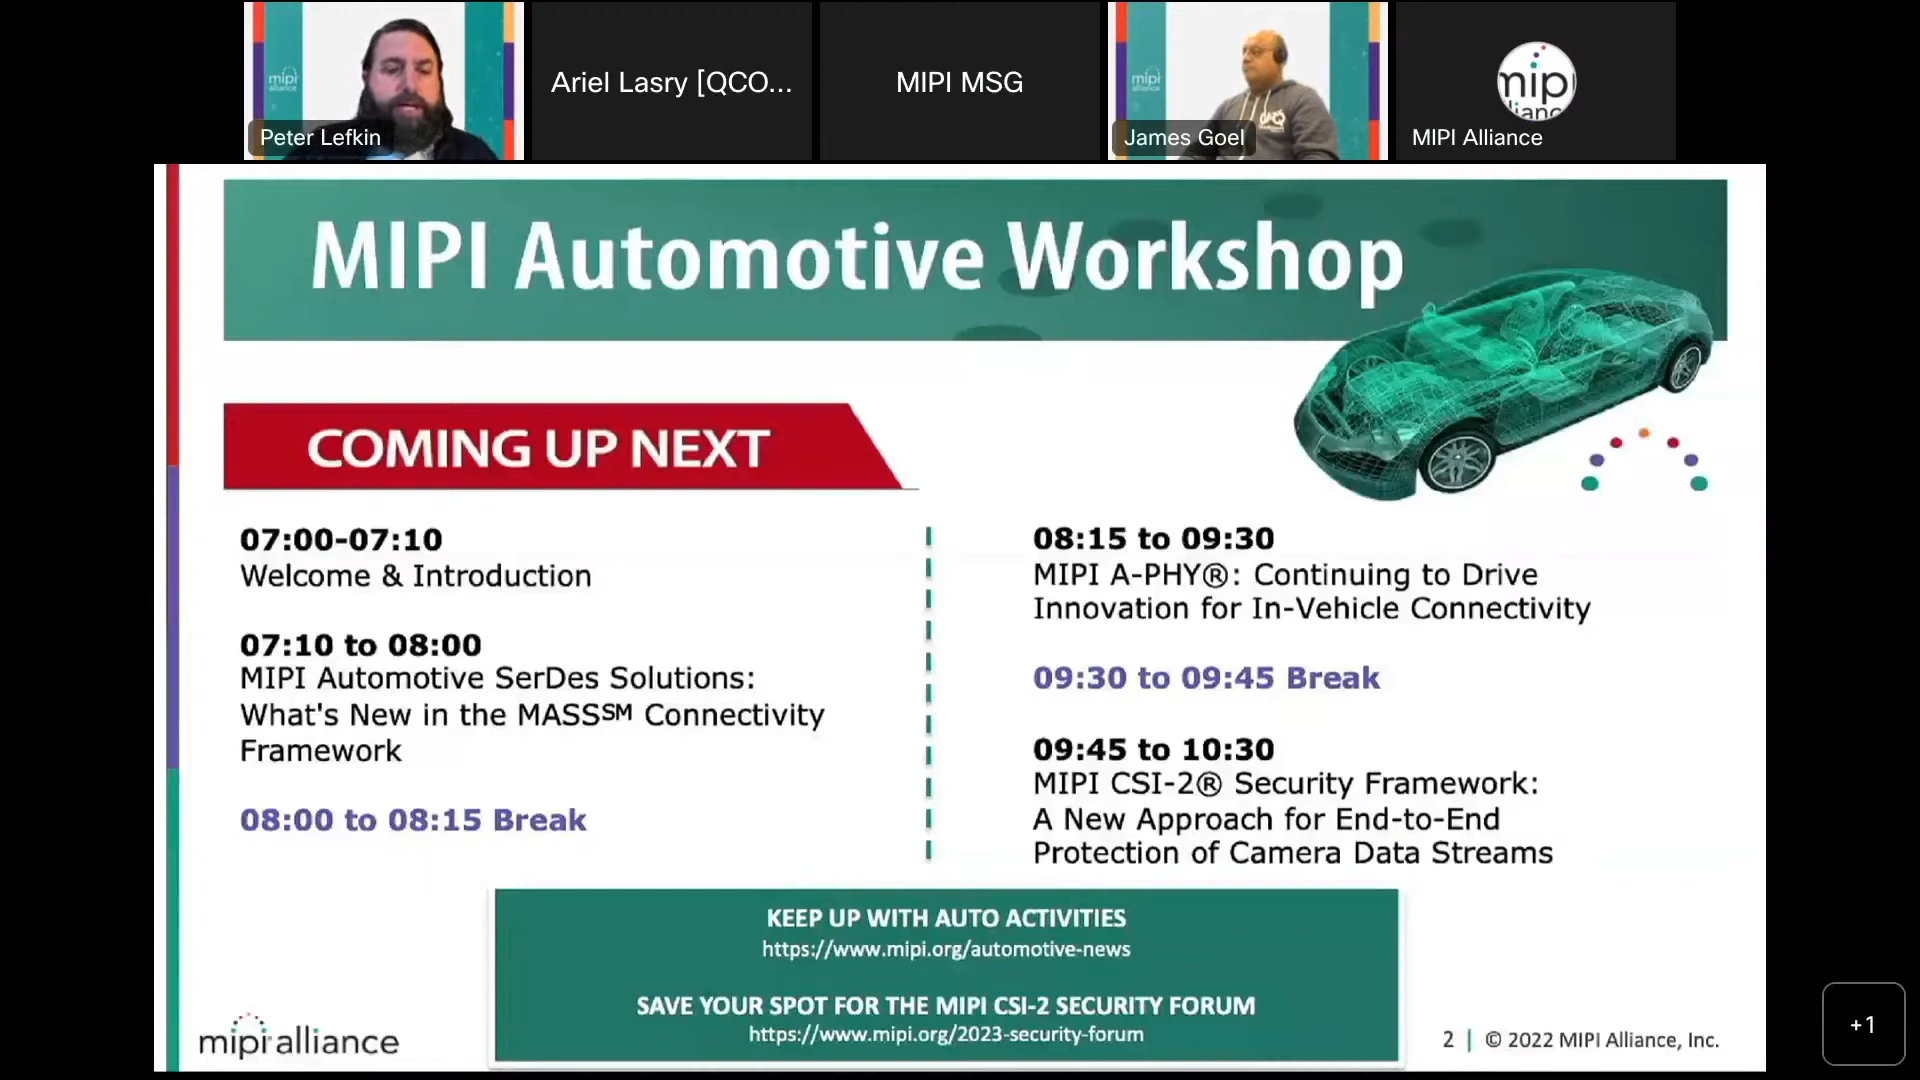 mipi
alliance
Peter Lefkin
Ariel Lasry [QCO...
MIPI MSG
mipi
alliance
James Goel
mipi
MIPI Alliance
MIPI Automotive Workshop
COMING UP NEXT
07:00-07:10
Welcome & Introduction
07:10 to 08:00
MIPI Automotive SerDes Solutions:
What's New in the MASS℠ Connectivity
Framework
08:00 to 08:15 Break
08:15 to 09:30
MIPI A-PHY®: Continuing to Drive
Innovation for In-Vehicle Connectivity
09:30 to 09:45 Break
09:45 to 10:30
MIPI CSI-2® Security Framework:
A New Approach for End-to-End
Protection of Camera Data Streams
KEEP UP WITH AUTO ACTIVITIES
https://www.mipi.org/automotive-news
SAVE YOUR SPOT FOR THE MIPI CSI-2 SECURITY FORUM
https://www.mipi.org/2023-security-forum
mipi alliance
2 | © 2022 MIPI Alliance, Inc.
+1